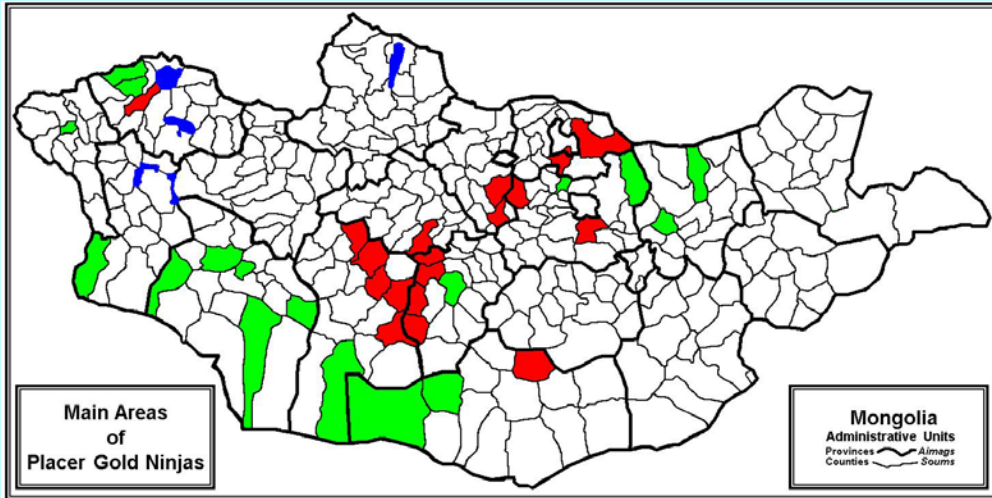 Main Areas
of
Placer Gold Ninjas
Mongolia
Administrative Units
Provinces Aimags
Counties Soums